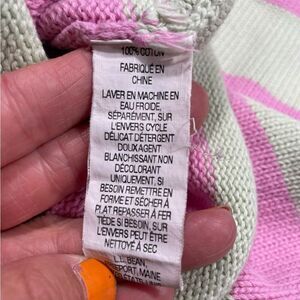 100% COTON
FABRIQUÉ EN
CHINE
LAVER EN MACHINE EN
EAU FROIDE,
SÉPARÉMENT, SUR
L'ENVERS CYCLE
DÉLICAT DÉTERGENT
DOUX AGENT
BLANCHISSANT NON
DÉCOLORANT
UNIQUEMENT, SI
BESOIN REMETTRE EN
FORME ET SÉCHER À
PLAT REPASSER À FER
TIÈDE SI BESOIN, SUR
L'ENVERS PEUT ÊTRE
NETTOYÉ À SEC
L.L. BEAN
EEPORT, MAINE